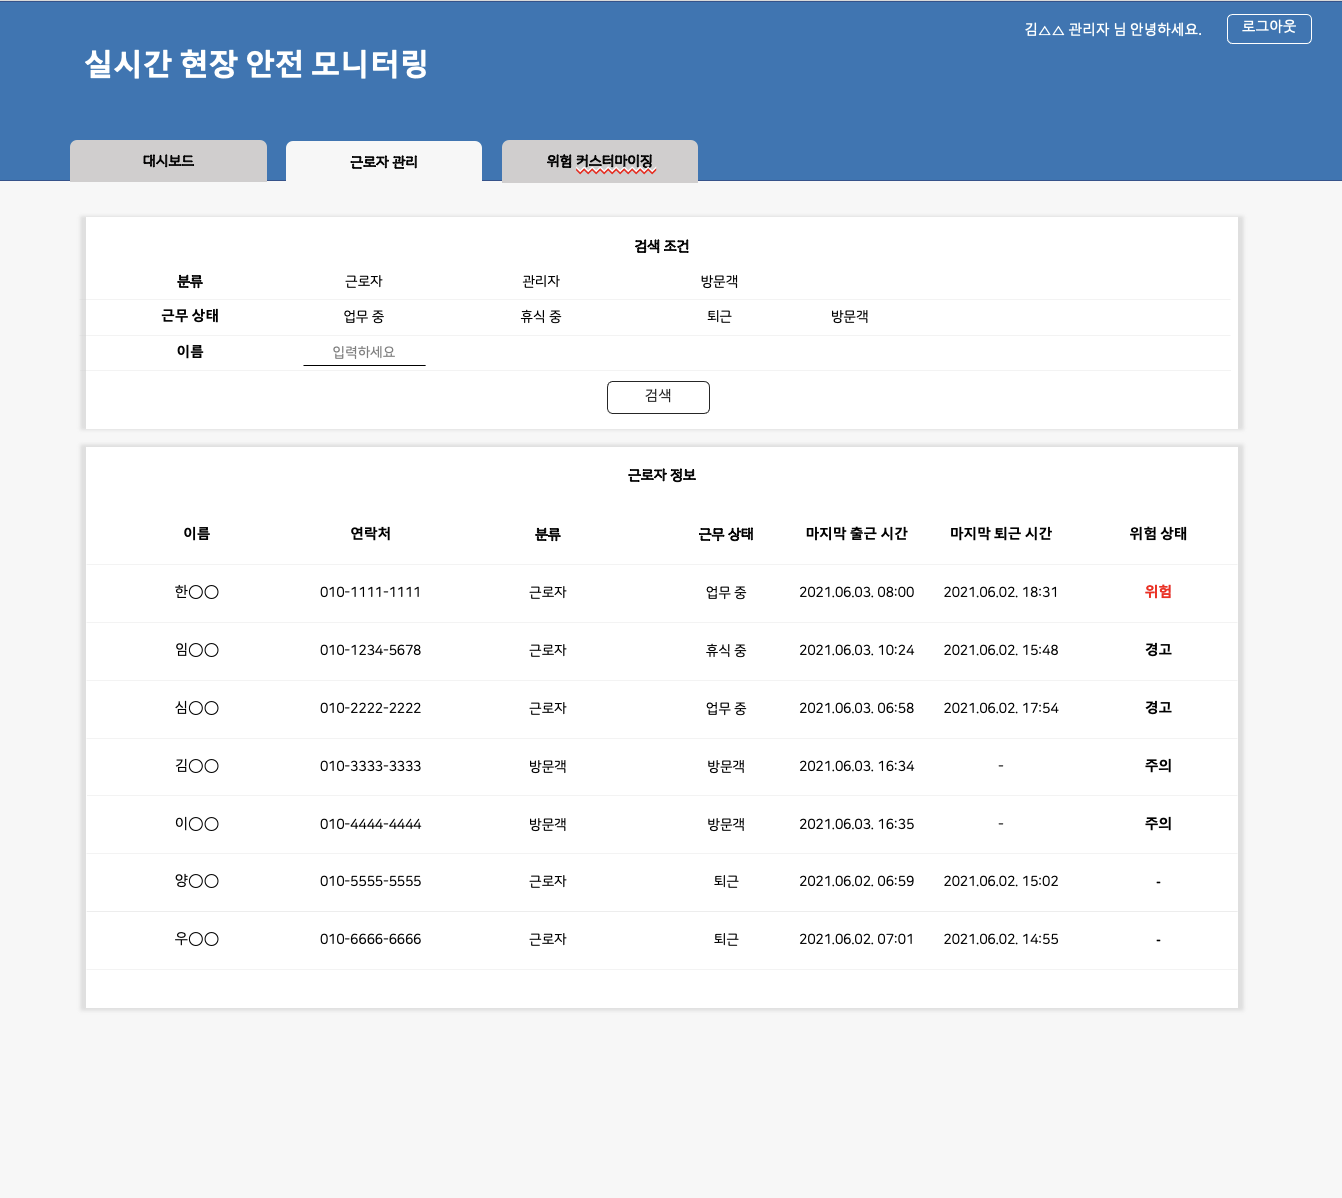 김△△ 관리자 님 안녕하세요.
로그아웃
실시간 현장 안전 모니터링
대시보드
근로자 관리
위험 커스터마이징
검색 조건
분류 근로자 관리자 방문객
근무 상태 업무 중 휴식 중 퇴근 방문객
이름 입력하세요
검색
근로자 정보
이름 연락처 분류 근무 상태 마지막 출근 시간 마지막 퇴근 시간 위험 상태
한○○ 010-1111-1111 근로자 업무 중 2021.06.03. 08:00 2021.06.02. 18:31 위험
임○○ 010-1234-5678 근로자 휴식 중 2021.06.03. 10:24 2021.06.02. 15:48 경고
심○○ 010-2222-2222 근로자 업무 중 2021.06.03. 06:58 2021.06.02. 17:54 경고
김○○ 010-3333-3333 방문객 방문객 2021.06.03. 16:34 - 주의
이○○ 010-4444-4444 방문객 방문객 2021.06.03. 16:35 - 주의
양○○ 010-5555-5555 근로자 퇴근 2021.06.02. 06:59 2021.06.02. 15:02 -
우○○ 010-6666-6666 근로자 퇴근 2021.06.02. 07:01 2021.06.02. 14:55 -